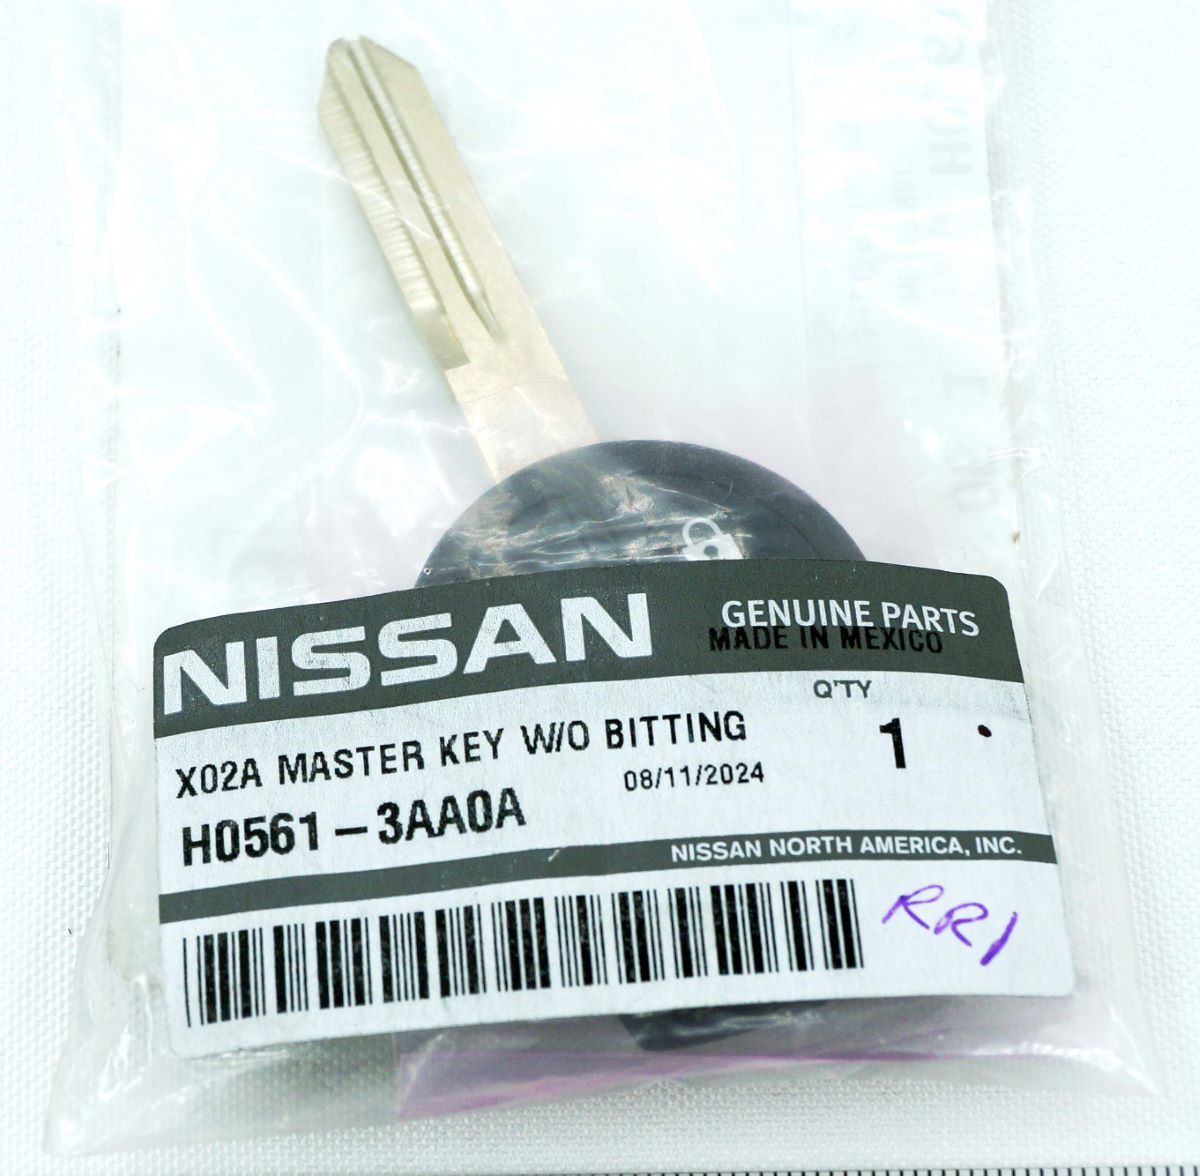 NISSAN
GENUINE PARTS
MADE IN MEXICO
Q'TY
X02A MASTER KEY W/O BITTING
1
08/11/2024
H0561-3AA0A
NISSAN NORTH AMERICA, INC.
RR1